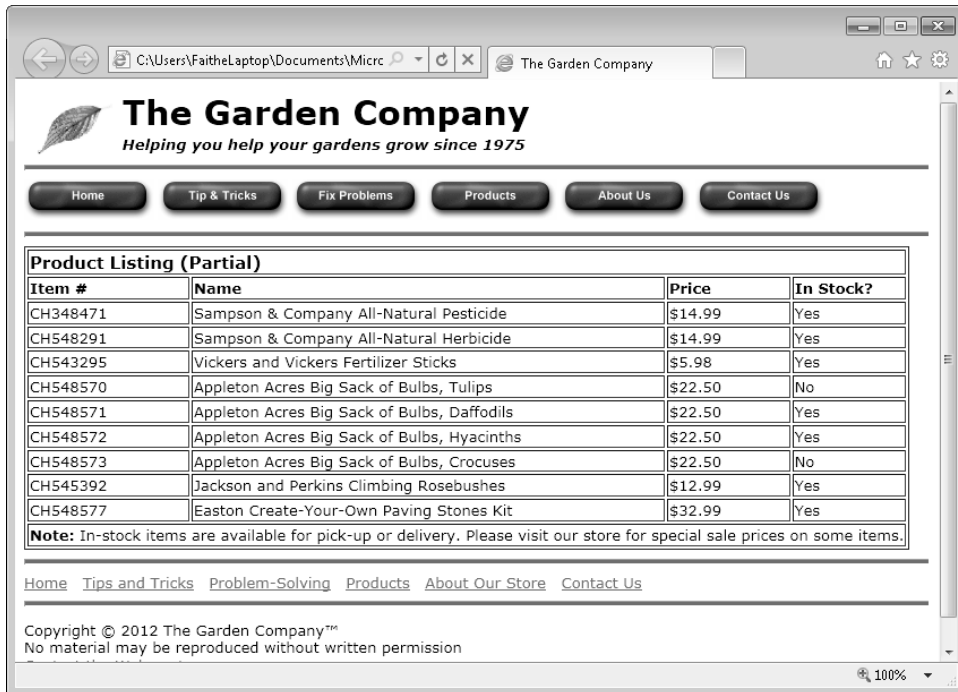 C:\Users\FaitheLaptop\Documents\Micrc
The Garden Company
The Garden Company
Helping you help your gardens grow since 1975
Home Tip & Tricks Fix Problems Products About Us Contact Us
Product Listing (Partial)
Item # Name Price In Stock?
CH348471 Sampson & Company All-Natural Pesticide $14.99 Yes
CH548291 Sampson & Company All-Natural Herbicide $14.99 Yes
CH543295 Vickers and Vickers Fertilizer Sticks $5.98 Yes
CH548570 Appleton Acres Big Sack of Bulbs, Tulips $22.50 No
CH548571 Appleton Acres Big Sack of Bulbs, Daffodils $22.50 Yes
CH548572 Appleton Acres Big Sack of Bulbs, Hyacinths $22.50 Yes
CH548573 Appleton Acres Big Sack of Bulbs, Crocuses $22.50 No
CH545392 Jackson and Perkins Climbing Rosebushes $12.99 Yes
CH548577 Easton Create-Your-Own Paving Stones Kit $32.99 Yes
Note: In-stock items are available for pick-up or delivery. Please visit our store for special sale prices on some items.
Home Tips and Tricks Problem-Solving Products About Our Store Contact Us
Copyright © 2012 The Garden Company™
No material may be reproduced without written permission
100%